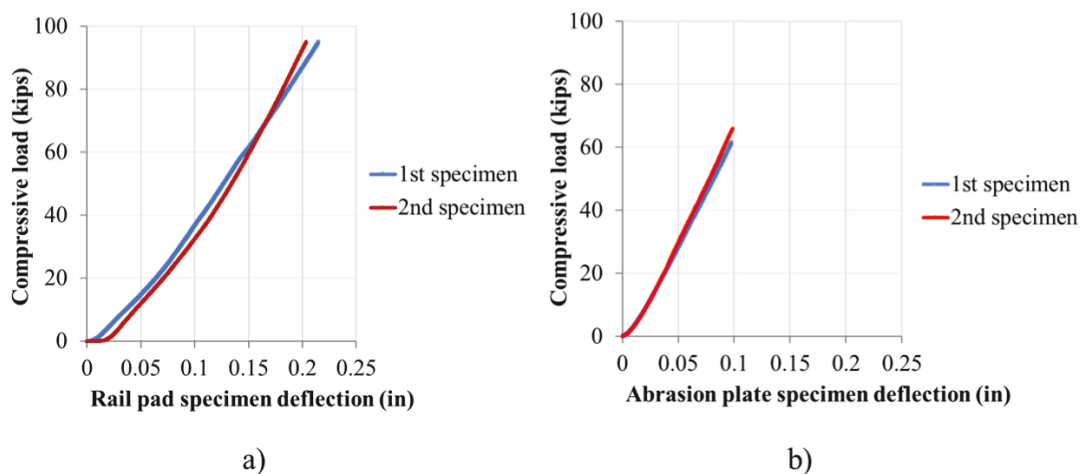 100
80
60
40
20
0
Compressive load (kips)
0 0.05 0.1 0.15 0.2 0.25
Rail pad specimen deflection (in)
1st specimen
2nd specimen
a)
100
80
60
40
20
0
Compressive load (kips)
0 0.05 0.1 0.15 0.2 0.25
Abrasion plate specimen deflection (in)
1st specimen
2nd specimen
b)